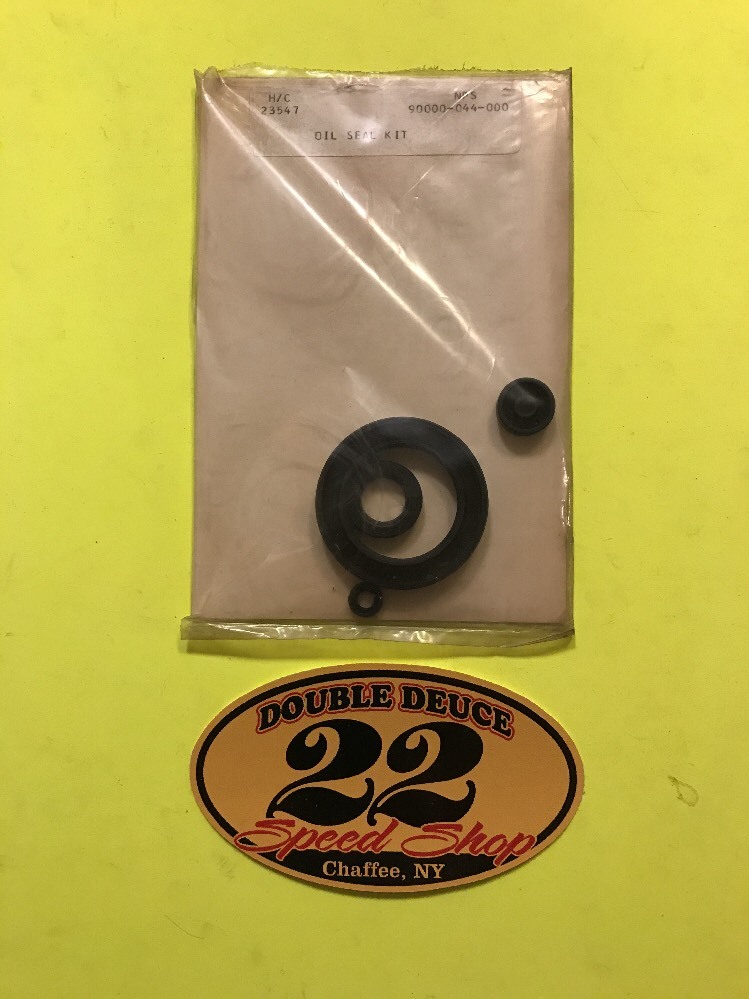 H/C
23547
NPS
90000-044-000
OIL SEAL KIT
DOUBLE DEUCE
22
Speed Shop
Chaffee, NY